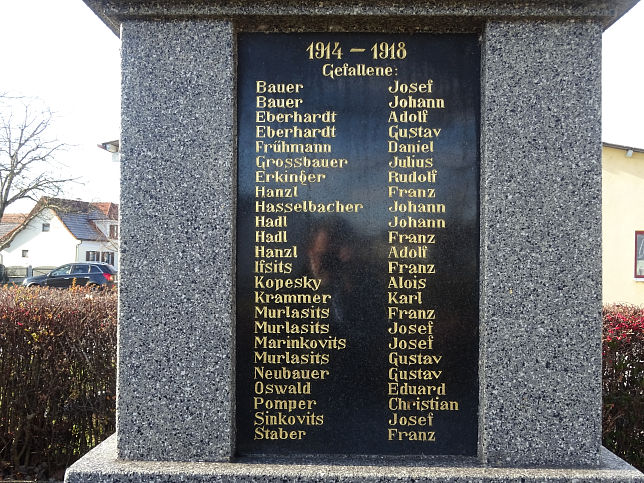 1914 – 1918
Gefallene:
Bauer Josef
Bauer Johann
Eberhardt Adolf
Eberhardt Gustav
Frühmann Daniel
Grossbauer Julius
Erkinger Rudolf
Hanzl Franz
Hasselbacher Johann
Hadl Johann
Hadl Franz
Hanzl Adolf
Ifsits Franz
Kopesky Alois
Krammer Karl
Murlasits Franz
Murlasits Josef
Marinkovits Josef
Murlasits Gustav
Neubauer Gustav
Oswald Eduard
Pomper Christian
Sinkovits Josef
Staber Franz